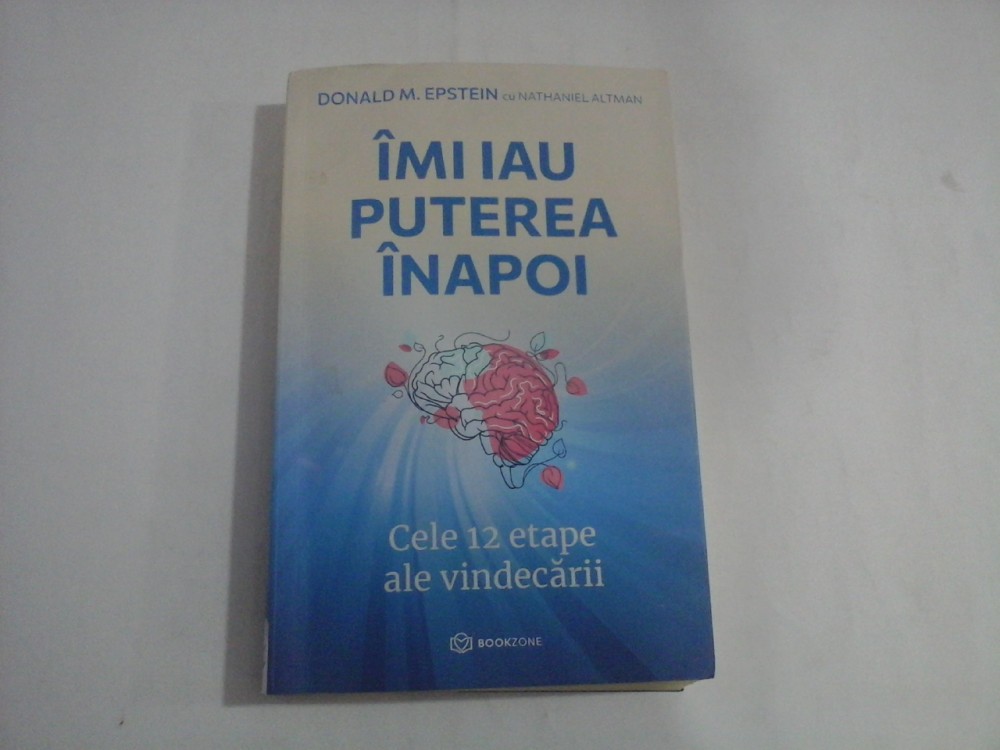 DONALD M. EPSTEIN cu NATHANIEL ALTMAN
ÎMI IAU
PUTEREA
ÎNAPOI
Cele 12 etape
ale vindecării
BOOKZONE